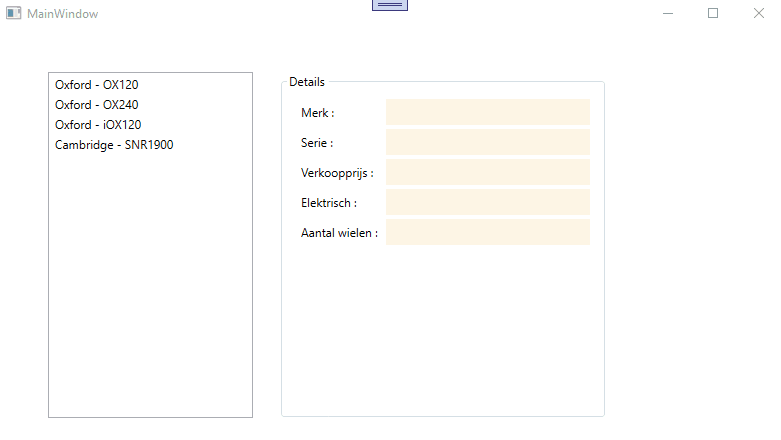 MainWindow
Oxford - OX120
Oxford - OX240
Oxford - iOX120
Cambridge - SNR1900
Details
Merk :
Serie :
Verkoopprijs :
Elektrisch :
Aantal wielen :